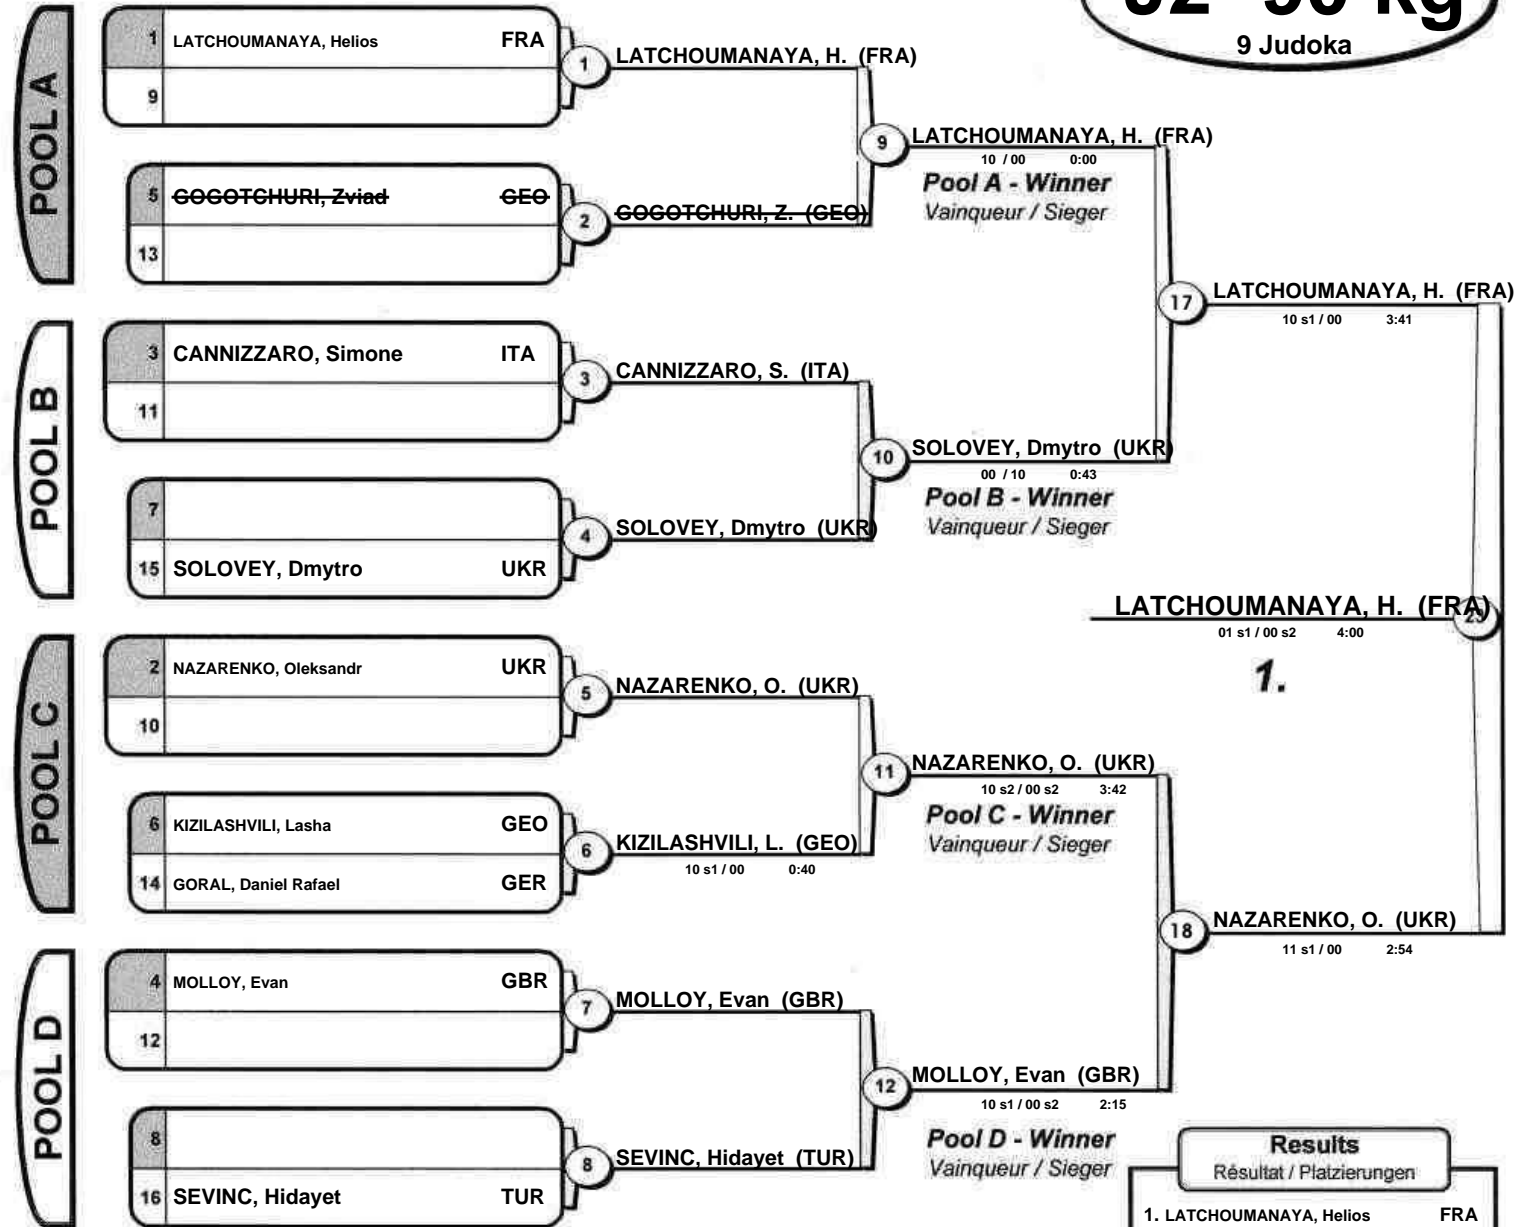 9 Judoka
POOL A
1 LATCHOUMANAYA, Helios FRA
9
1 LATCHOUMANAYA, H. (FRA)
5 GOGOTCHURI, Zviad GEO
13
2 GOGOTCHURI, Z. (GEO)
9 LATCHOUMANAYA, H. (FRA)
10 / 00 0:00
Pool A - Winner
Vainqueur / Sieger
POOL B
3 CANNIZZARO, Simone ITA
11
3 CANNIZZARO, S. (ITA)
7
15 SOLOVEY, Dmytro UKR
4 SOLOVEY, Dmytro (UKR)
10 SOLOVEY, Dmytro (UKR)
00 / 10 0:43
Pool B - Winner
Vainqueur / Sieger
17 LATCHOUMANAYA, H. (FRA)
10 s1 / 00 3:41
LATCHOUMANAYA, H. (FRA)
01 s1 / 00 s2 4:00
1.
POOL C
2 NAZARENKO, Oleksandr UKR
10
5 NAZARENKO, O. (UKR)
6 KIZILASHVILI, Lasha GEO
14 GORAL, Daniel Rafael GER
6 KIZILASHVILI, L. (GEO)
10 s1 / 00 0:40
11 NAZARENKO, O. (UKR)
10 s2 / 00 s2 3:42
Pool C - Winner
Vainqueur / Sieger
18 NAZARENKO, O. (UKR)
11 s1 / 00 2:54
POOL D
4 MOLLOY, Evan GBR
12
7 MOLLOY, Evan (GBR)
8
16 SEVINC, Hidayet TUR
8 SEVINC, Hidayet (TUR)
12 MOLLOY, Evan (GBR)
10 s1 / 00 s2 2:15
Pool D - Winner
Vainqueur / Sieger
Results
Résultat / Platzierungen
1. LATCHOUMANAYA, Helios FRA